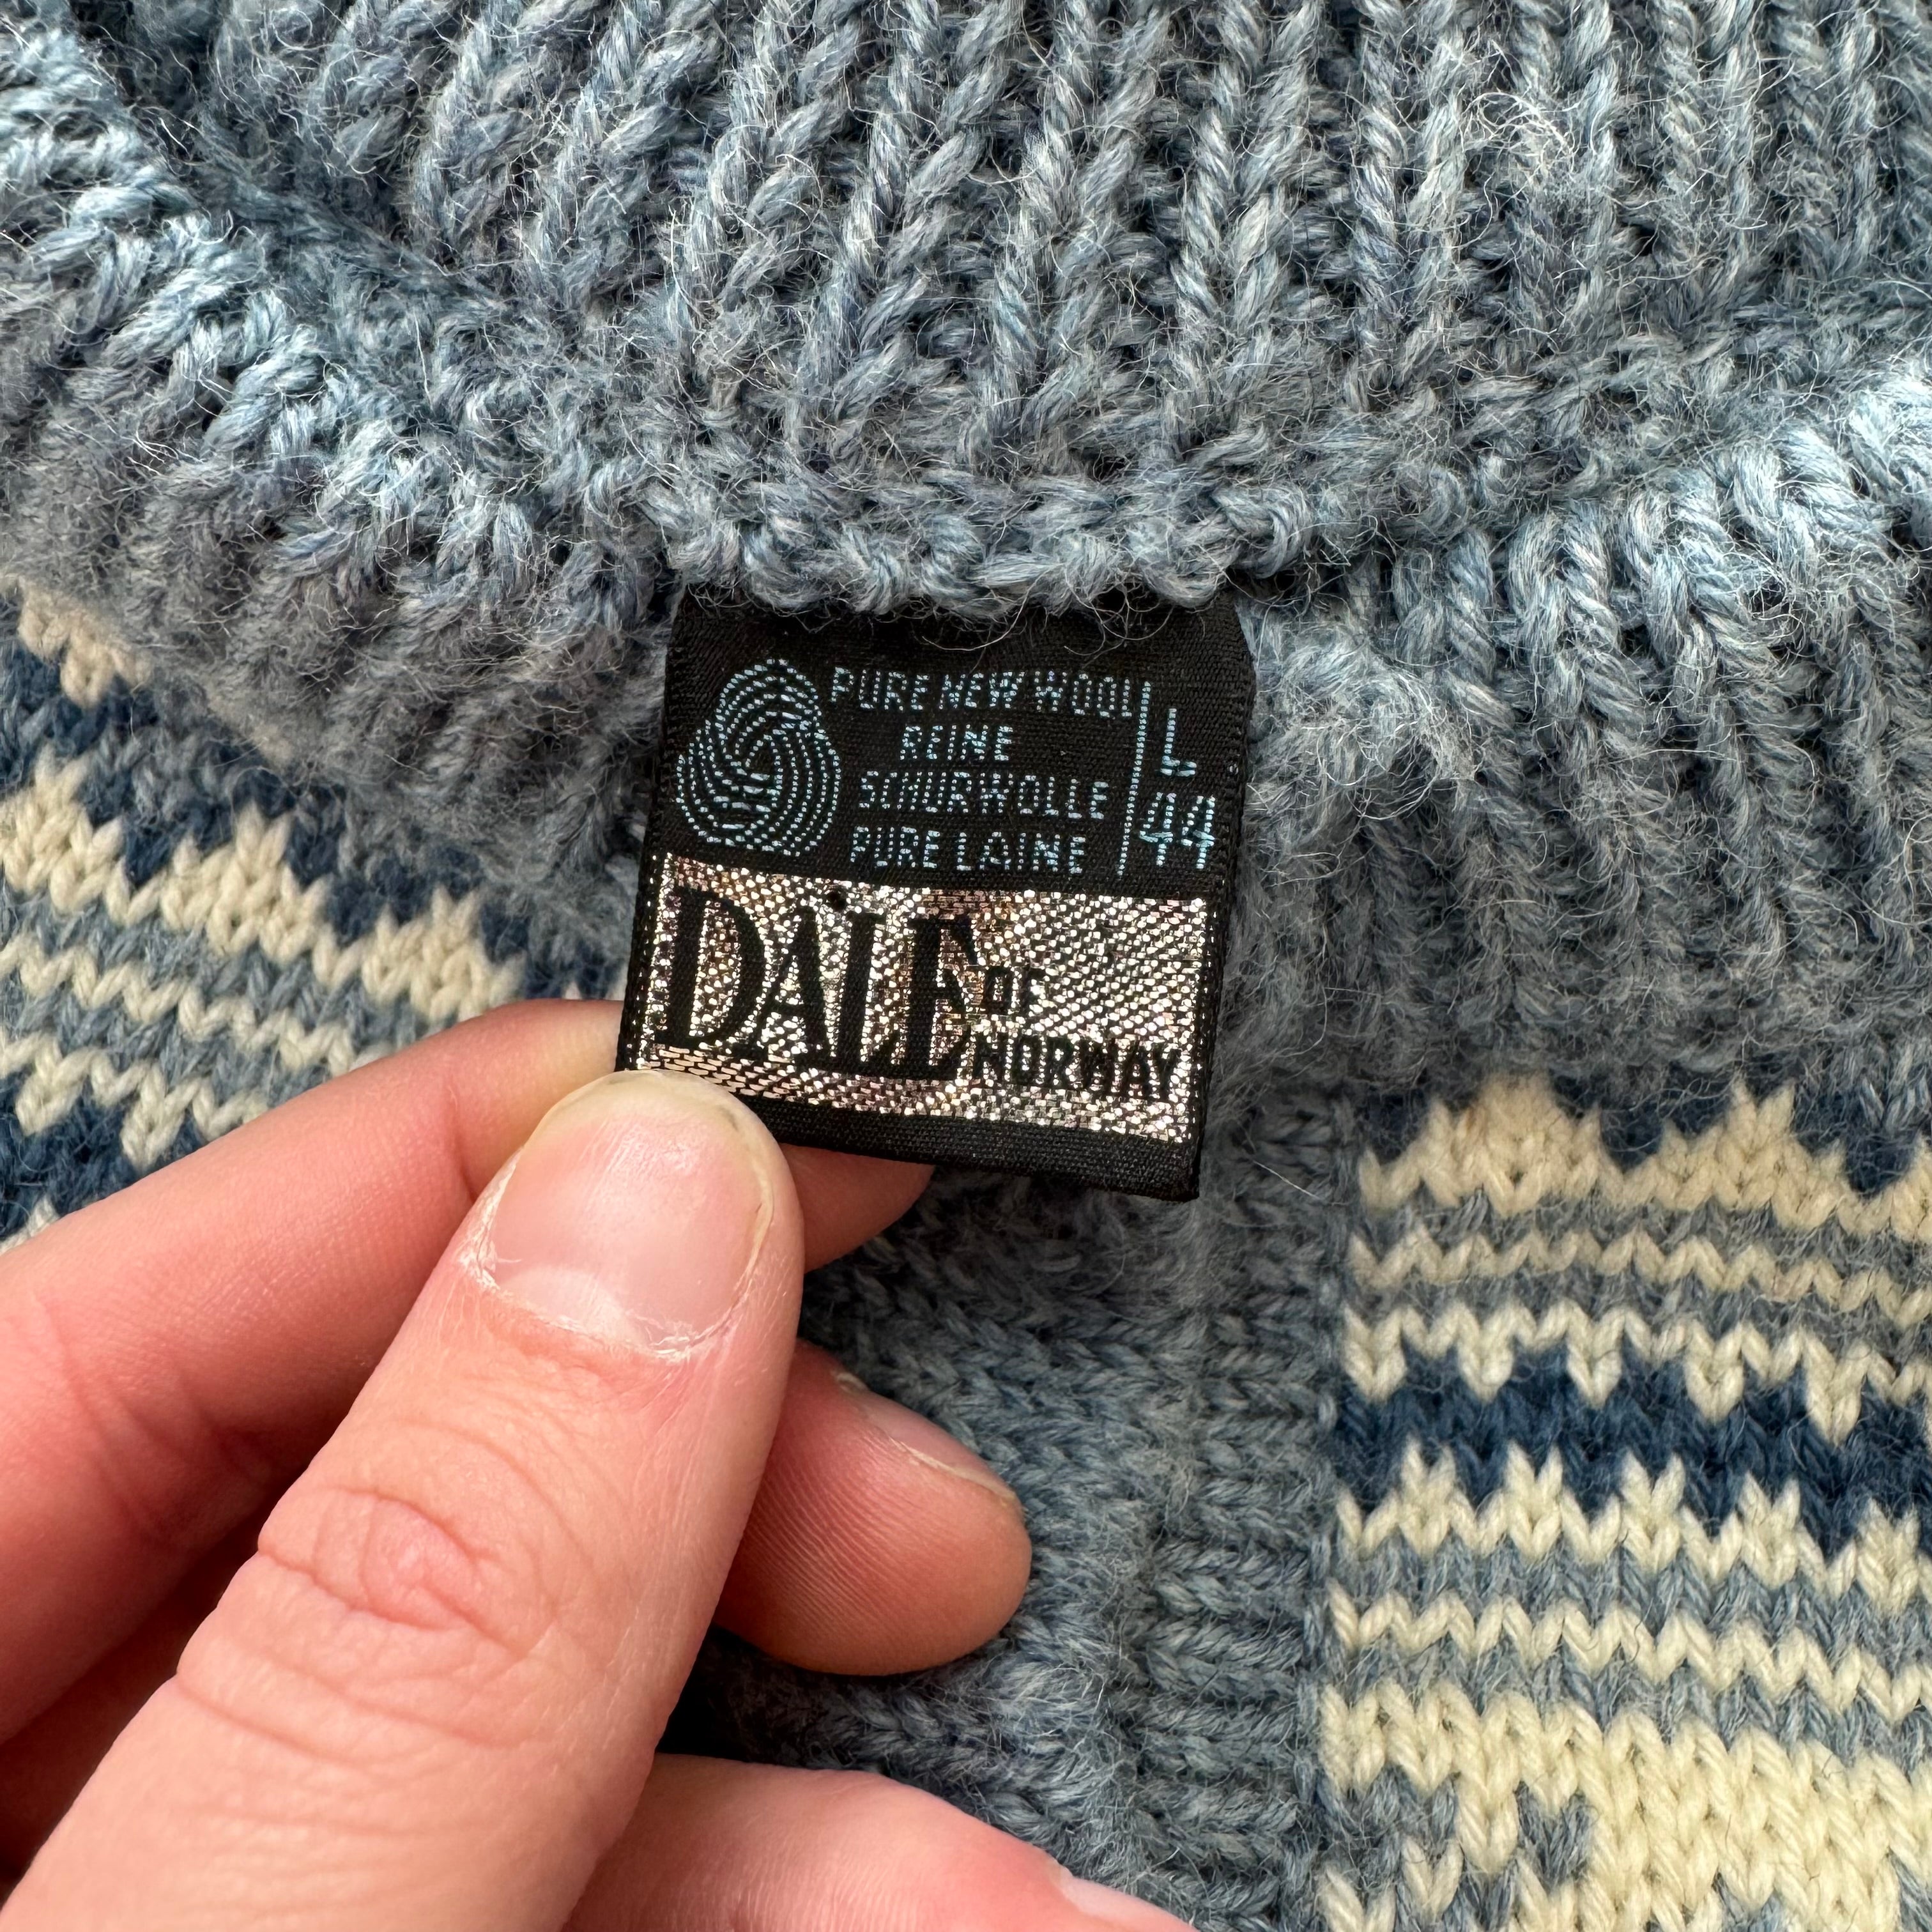 PURE NEW WOOL
REINE
SCHURWOLLE
PURE LAINE
L
44
DALE OF
NORWAY